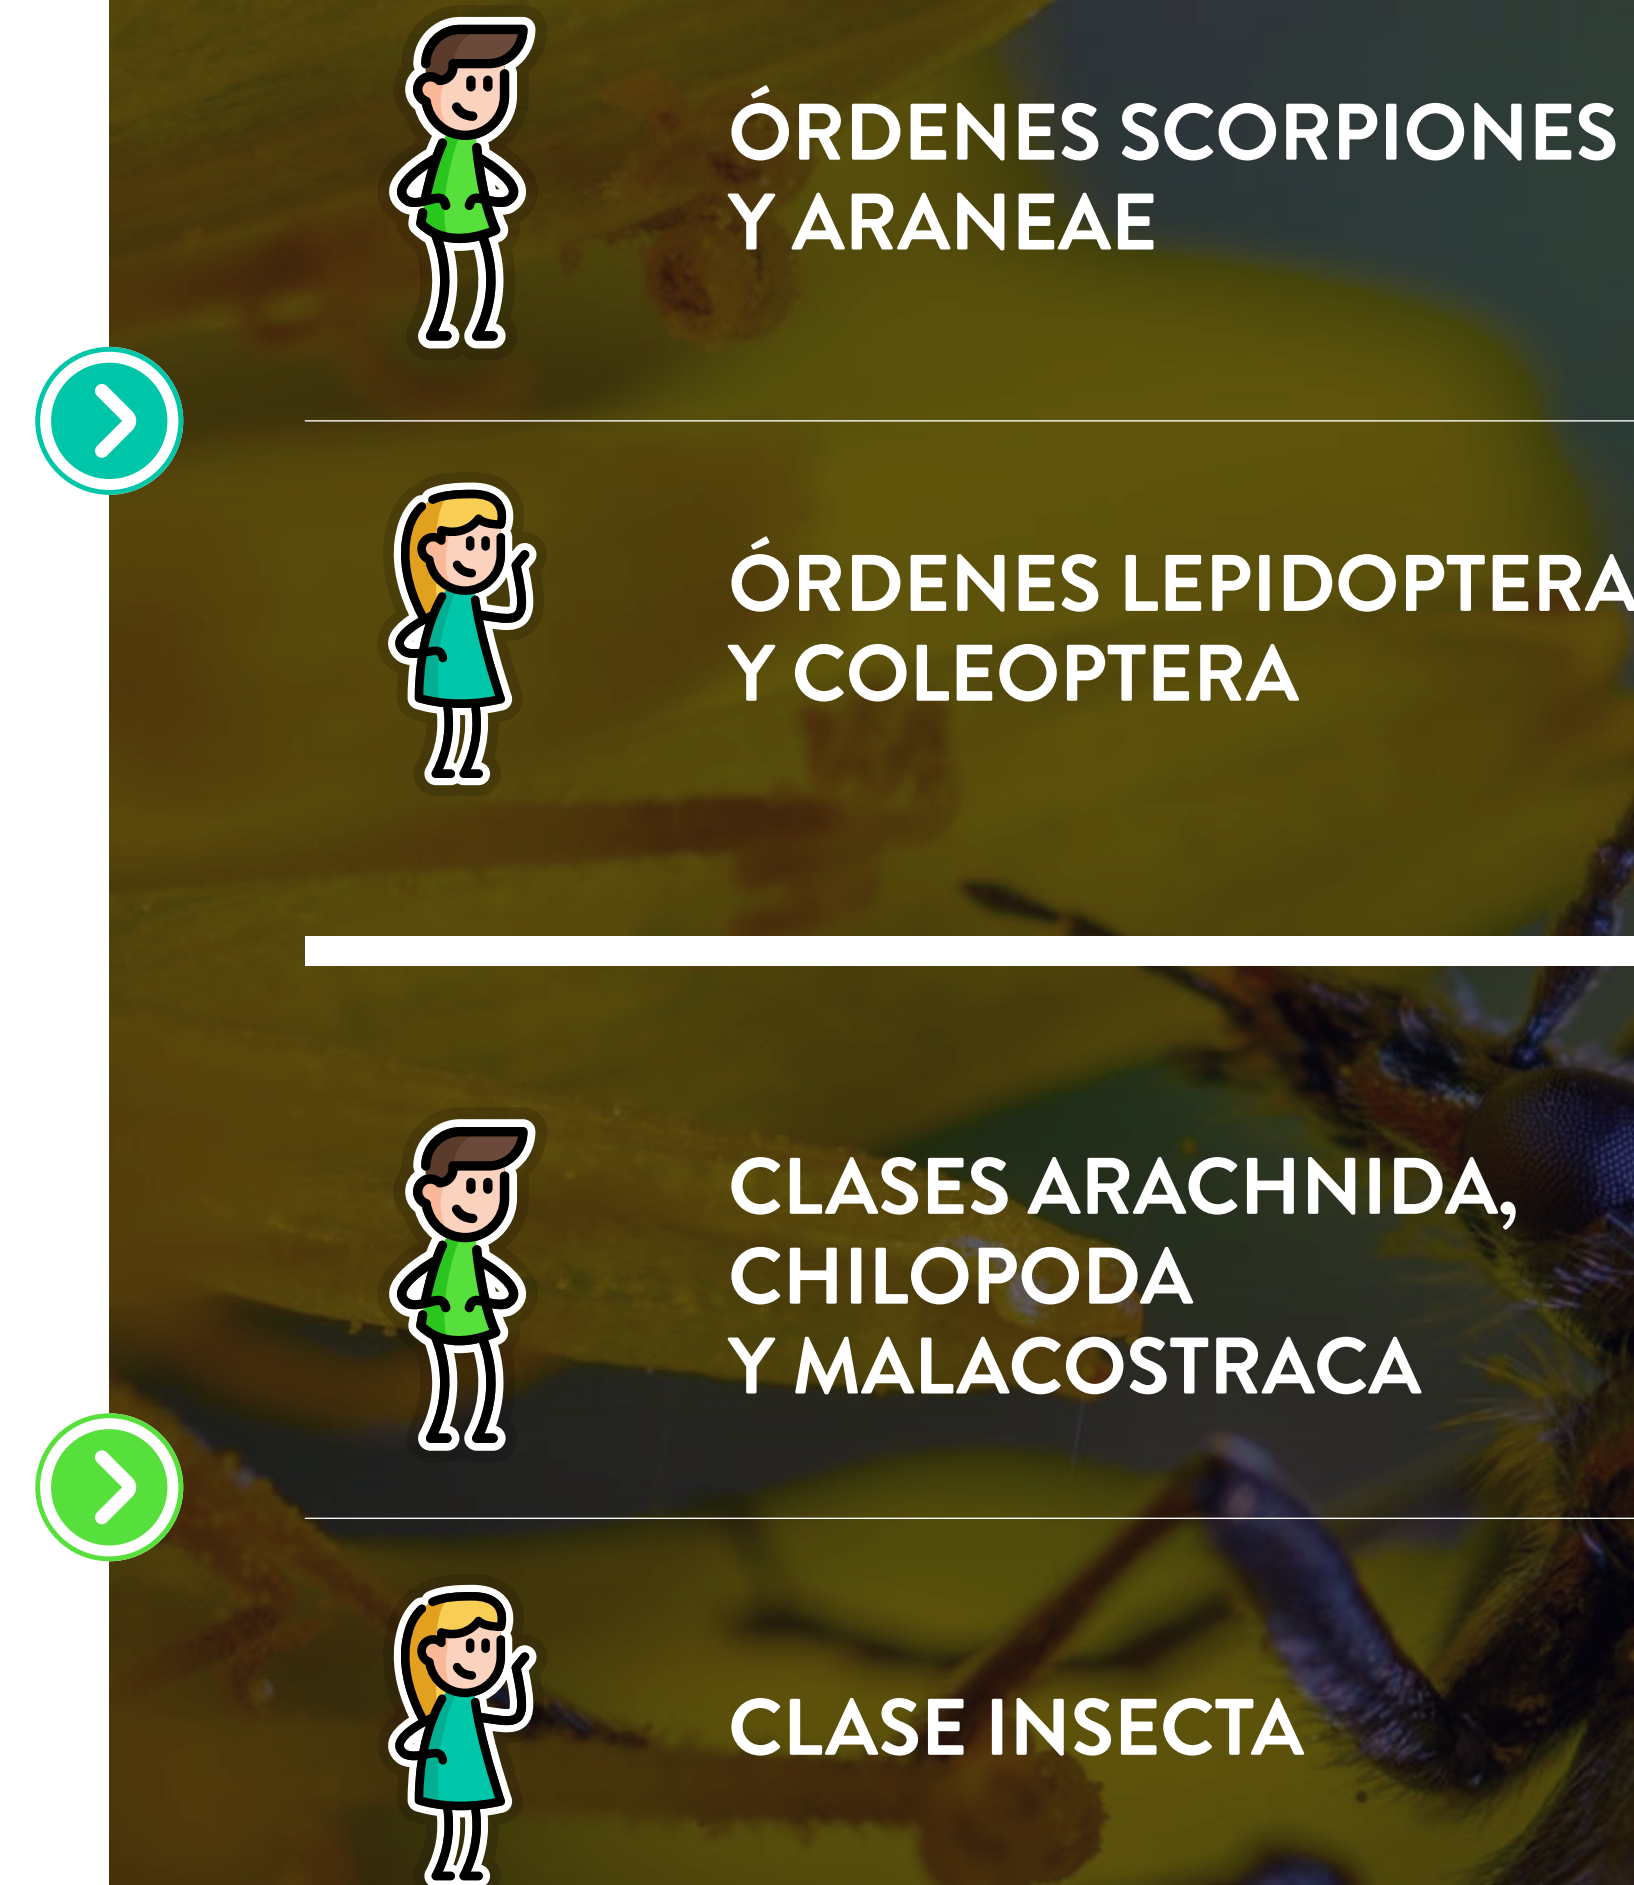 ÓRDENES SCORPIONES
Y ARANEAE
ÓRDENES LEPIDOPTERA
Y COLEOPTERA
CLASES ARACHNIDA,
CHILOPODA
Y MALACOSTRACA
CLASE INSECTA